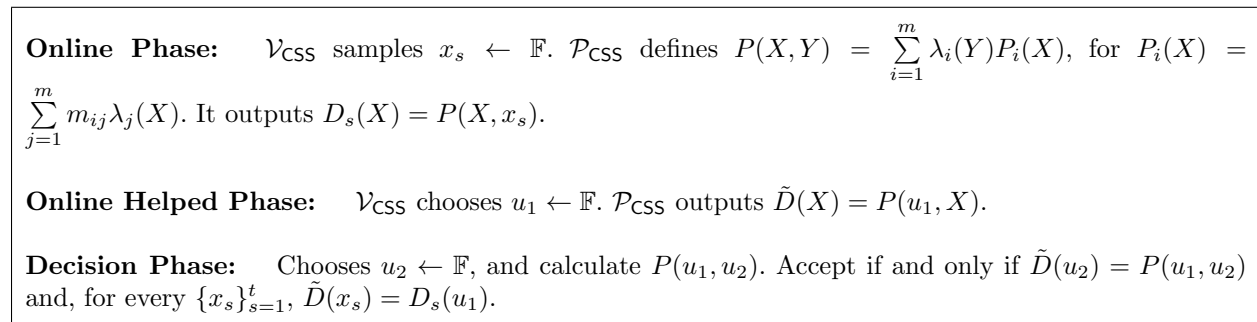 Online Phase: 𝒱_CSS samples x_s ← 𝔽. 𝒫_CSS defines P(X, Y) = ∑_{i=1}^{m} λ_i(Y)P_i(X), for P_i(X) =
∑_{j=1}^{m} m_{ij}λ_j(X). It outputs D_s(X) = P(X, x_s).
Online Helped Phase: 𝒱_CSS chooses u_1 ← 𝔽. 𝒫_CSS outputs D̃(X) = P(u_1, X).
Decision Phase: Chooses u_2 ← 𝔽, and calculate P(u_1, u_2). Accept if and only if D̃(u_2) = P(u_1, u_2)
and, for every {x_s}_{s=1}^{t}, D̃(x_s) = D_s(u_1).